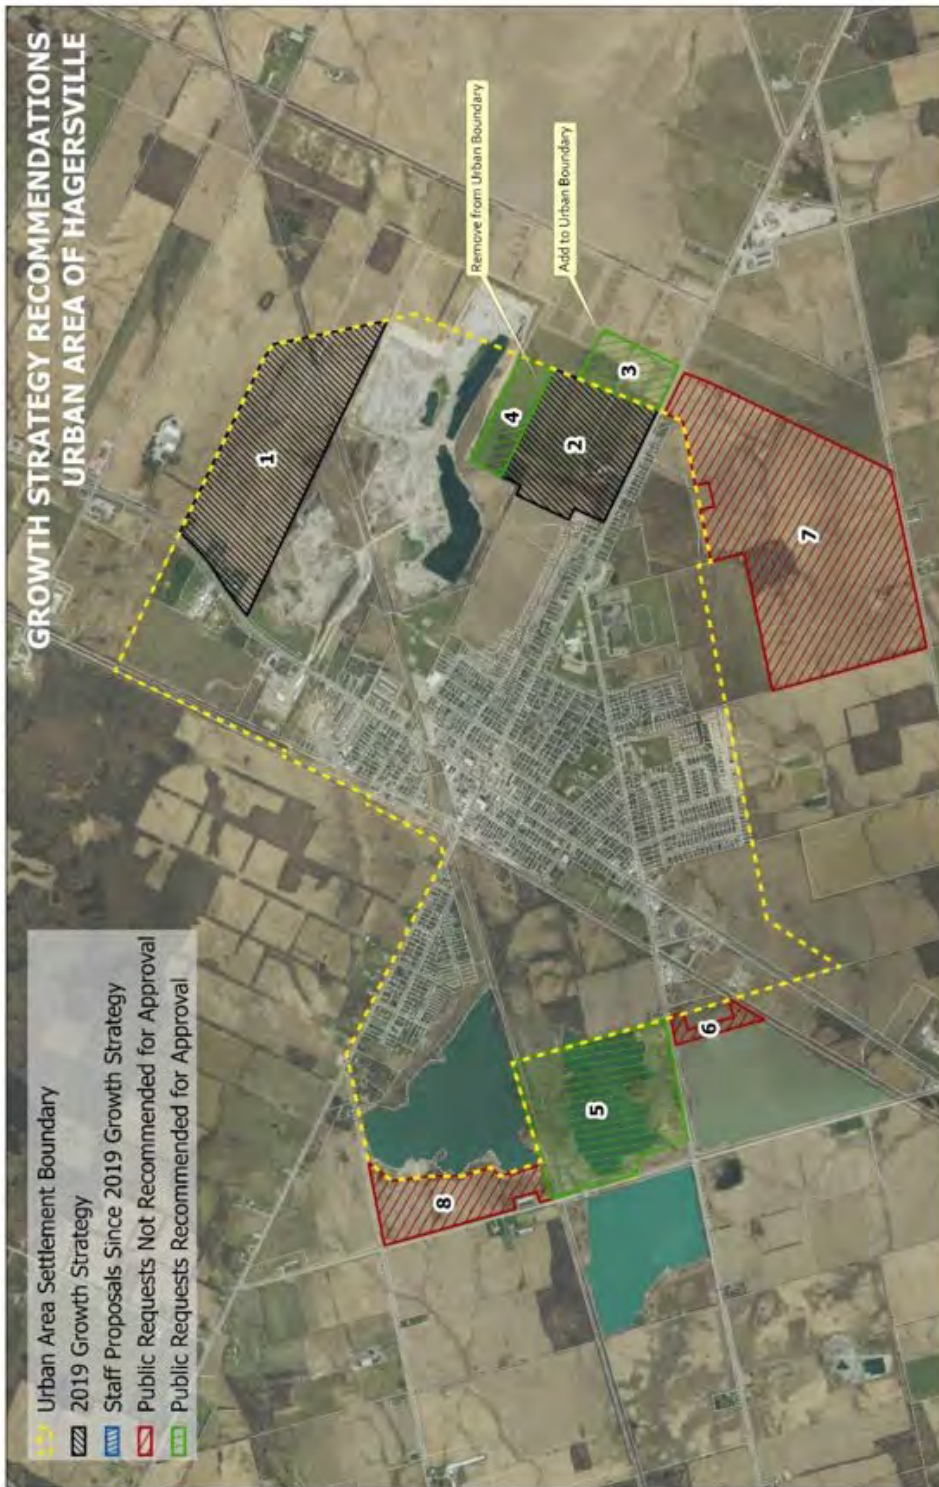 GROWTH STRATEGY RECOMMENDATIONS
URBAN AREA OF HAGERSVILLE
Urban Area Settlement Boundary
2019 Growth Strategy
Staff Proposals Since 2019 Growth Strategy
Public Requests Not Recommended for Approval
Public Requests Recommended for Approval
Remove from Urban Boundary
Add to Urban Boundary
1
2
3
4
5
6
7
8